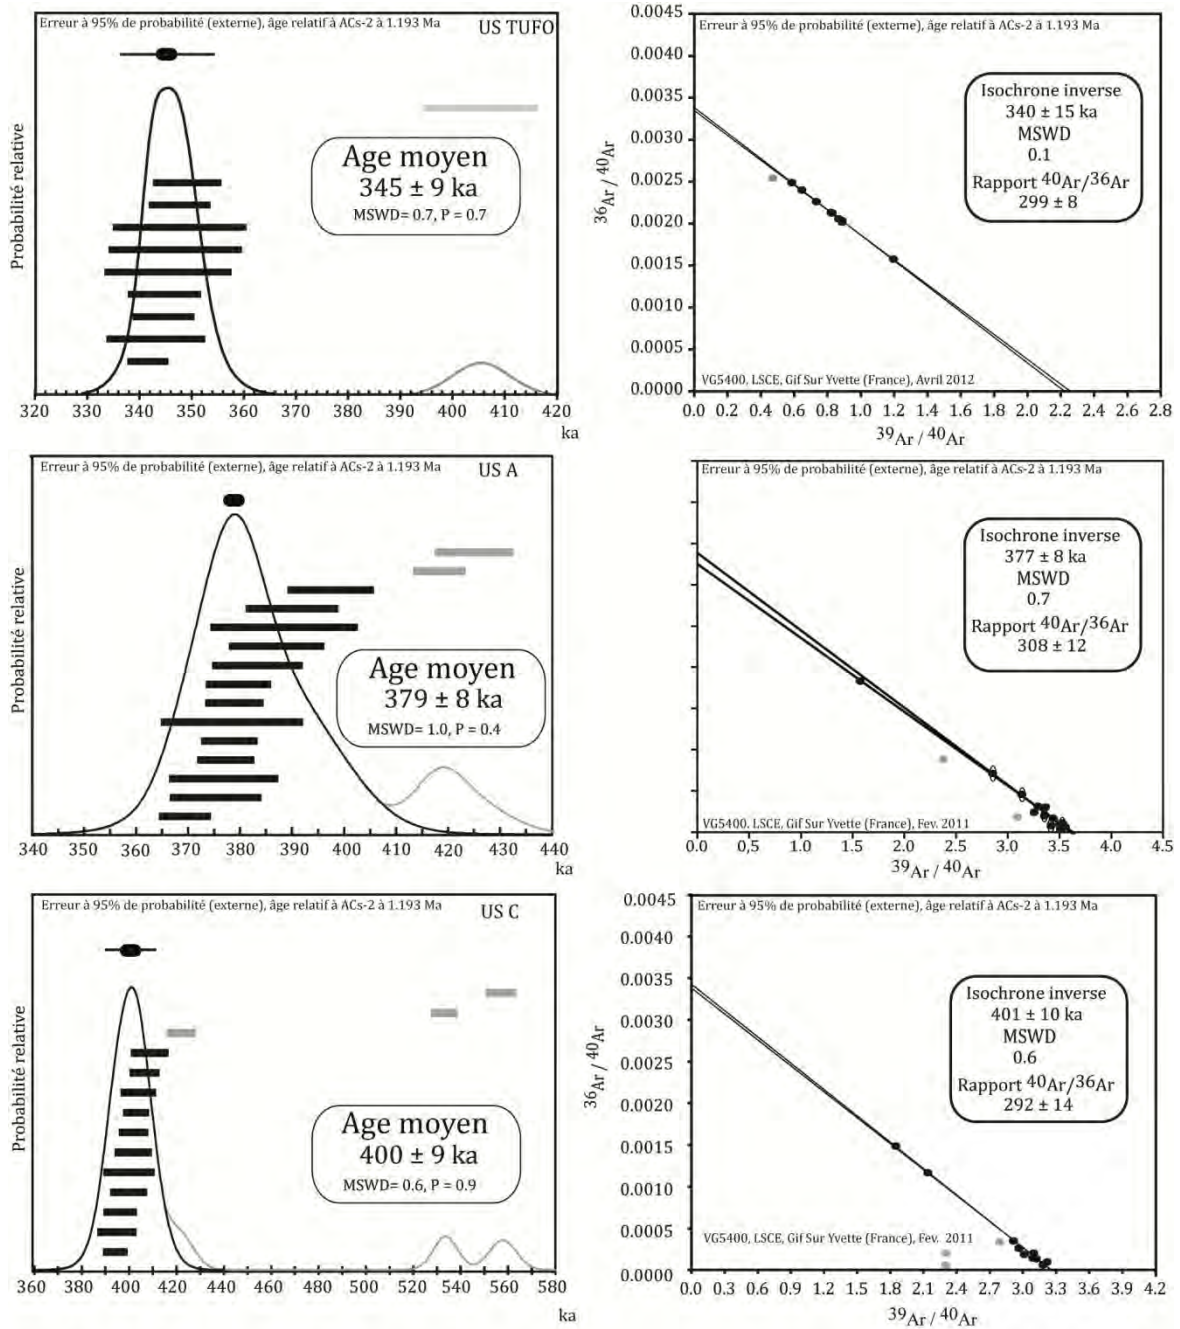 Erreur à 95% de probabilité (externe), âge relatif à ACs-2 à 1.193 Ma
US TUFO
Probabilité relative
Age moyen
345 ± 9 ka
MSWD= 0.7, P = 0.7
320 330 340 350 360 370 380 390 400 410 420
ka
Erreur à 95% de probabilité (externe), âge relatif à ACs-2 à 1.193 Ma
0.0045
0.0040
0.0035
0.0030
0.0025
0.0020
0.0015
0.0010
0.0005
0.0000
36Ar / 40Ar
Isochrone inverse
340 ± 15 ka
MSWD
0.1
Rapport 40Ar/36Ar
299 ± 8
VG5400, LSCE, Gif Sur Yvette (France), Avril 2012
0.0 0.2 0.4 0.6 0.8 1.0 1.2 1.4 1.6 1.8 2.0 2.2 2.4 2.6 2.8
39Ar / 40Ar
Erreur à 95% de probabilité (externe), âge relatif à ACs-2 à 1.193 Ma
US A
Probabilité relative
Age moyen
379 ± 8 ka
MSWD= 1.0, P = 0.4
340 350 360 370 380 390 400 410 420 430 440
ka
Erreur à 95% de probabilité (externe), âge relatif à ACs-2 à 1.193 Ma
Isochrone inverse
377 ± 8 ka
MSWD
0.7
Rapport 40Ar/36Ar
308 ± 12
VG5400, LSCE, Gif Sur Yvette (France), Fev. 2011
0.0 0,5 1.0 1.5 2.0 2.5 3.0 3.5 4.0 4.5
39Ar / 40Ar
Erreur à 95% de probabilité (externe), âge relatif à ACs-2 à 1.193 Ma
US C
Probabilité relative
Age moyen
400 ± 9 ka
MSWD= 0.6, P = 0.9
360 380 400 420 440 460 480 500 520 540 560 580
ka
Erreur à 95% de probabilité (externe), âge relatif à ACs-2 à 1.193 Ma
0.0045
0.0040
0.0035
0.0030
0.0025
0.0020
0.0015
0.0010
0.0005
0.0000
36Ar / 40Ar
Isochrone inverse
401 ± 10 ka
MSWD
0.6
Rapport 40Ar/36Ar
292 ± 14
VG5400, LSCE, Gif Sur Yvette (France), Fev. 2011
0.0 0.3 0.6 0.9 1.2 1.5 1.8 2.1 2.4 2.7 3.0 3.3 3.6 3.9 4.2
39Ar / 40Ar